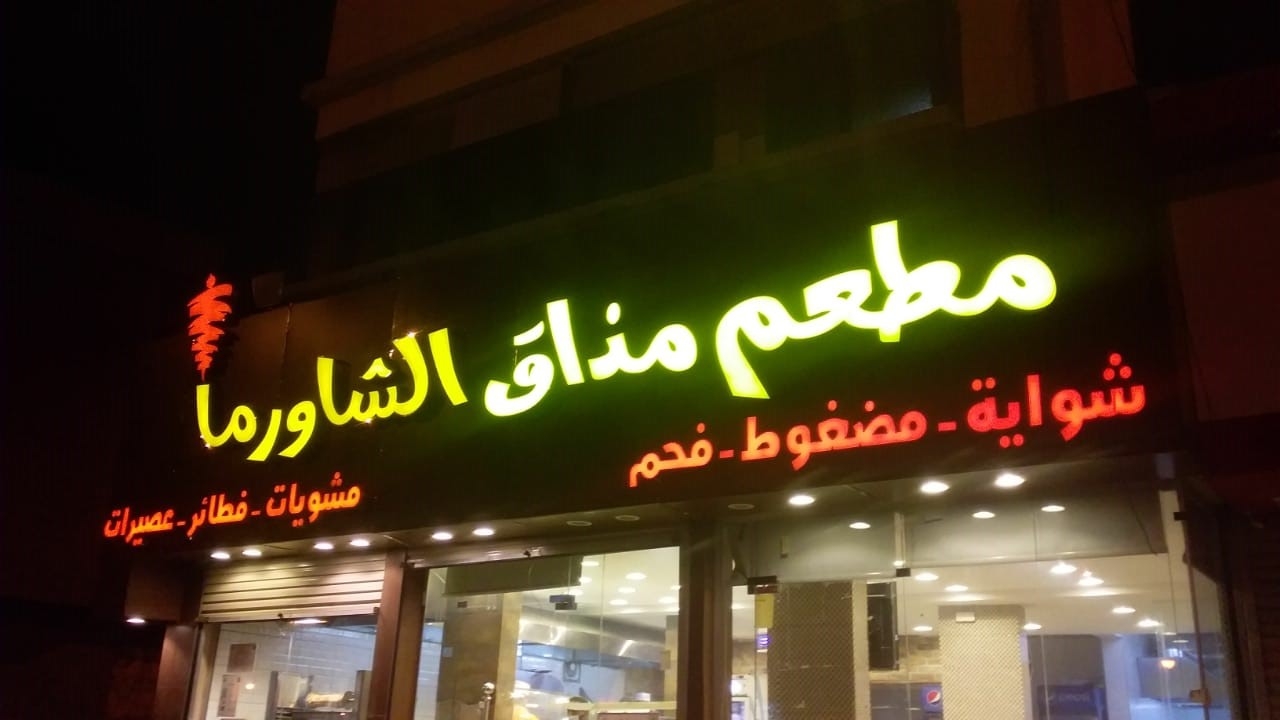 مطعم مذاق الشاورما
شواية - مضغوط - فحم
مشويات - فطائر - عصيرات